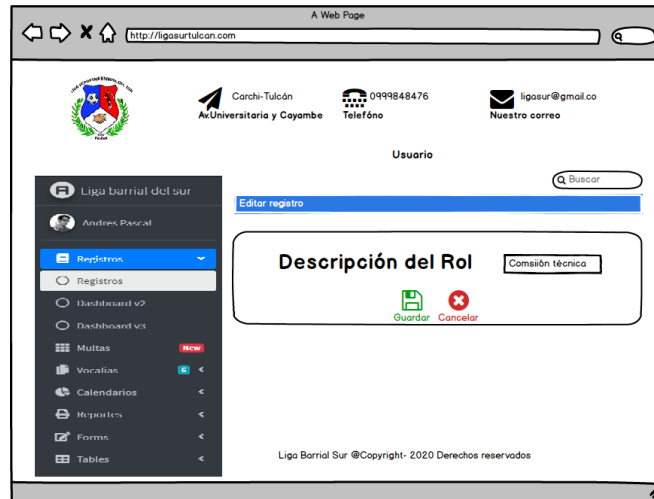 A Web Page
http://ligasurtulcan.com
Carchi-Tulcán
Av.Universitaria y Cayambe
0999848476
Telefóno
ligasur@gmail.co
Nuestro correo
Usuario
Buscar
Liga barrial del sur
Andres Pascal
Registros
Registros
Dashboard v2
Dashboard v3
Multas New
Vocalias 6
Calendarios
Reportes
Forms
Tables
Editar registro
Descripción del Rol
Comsiión técnica
Guardar Cancelar
Liga Barrial Sur @Copyright- 2020 Derechos reservados